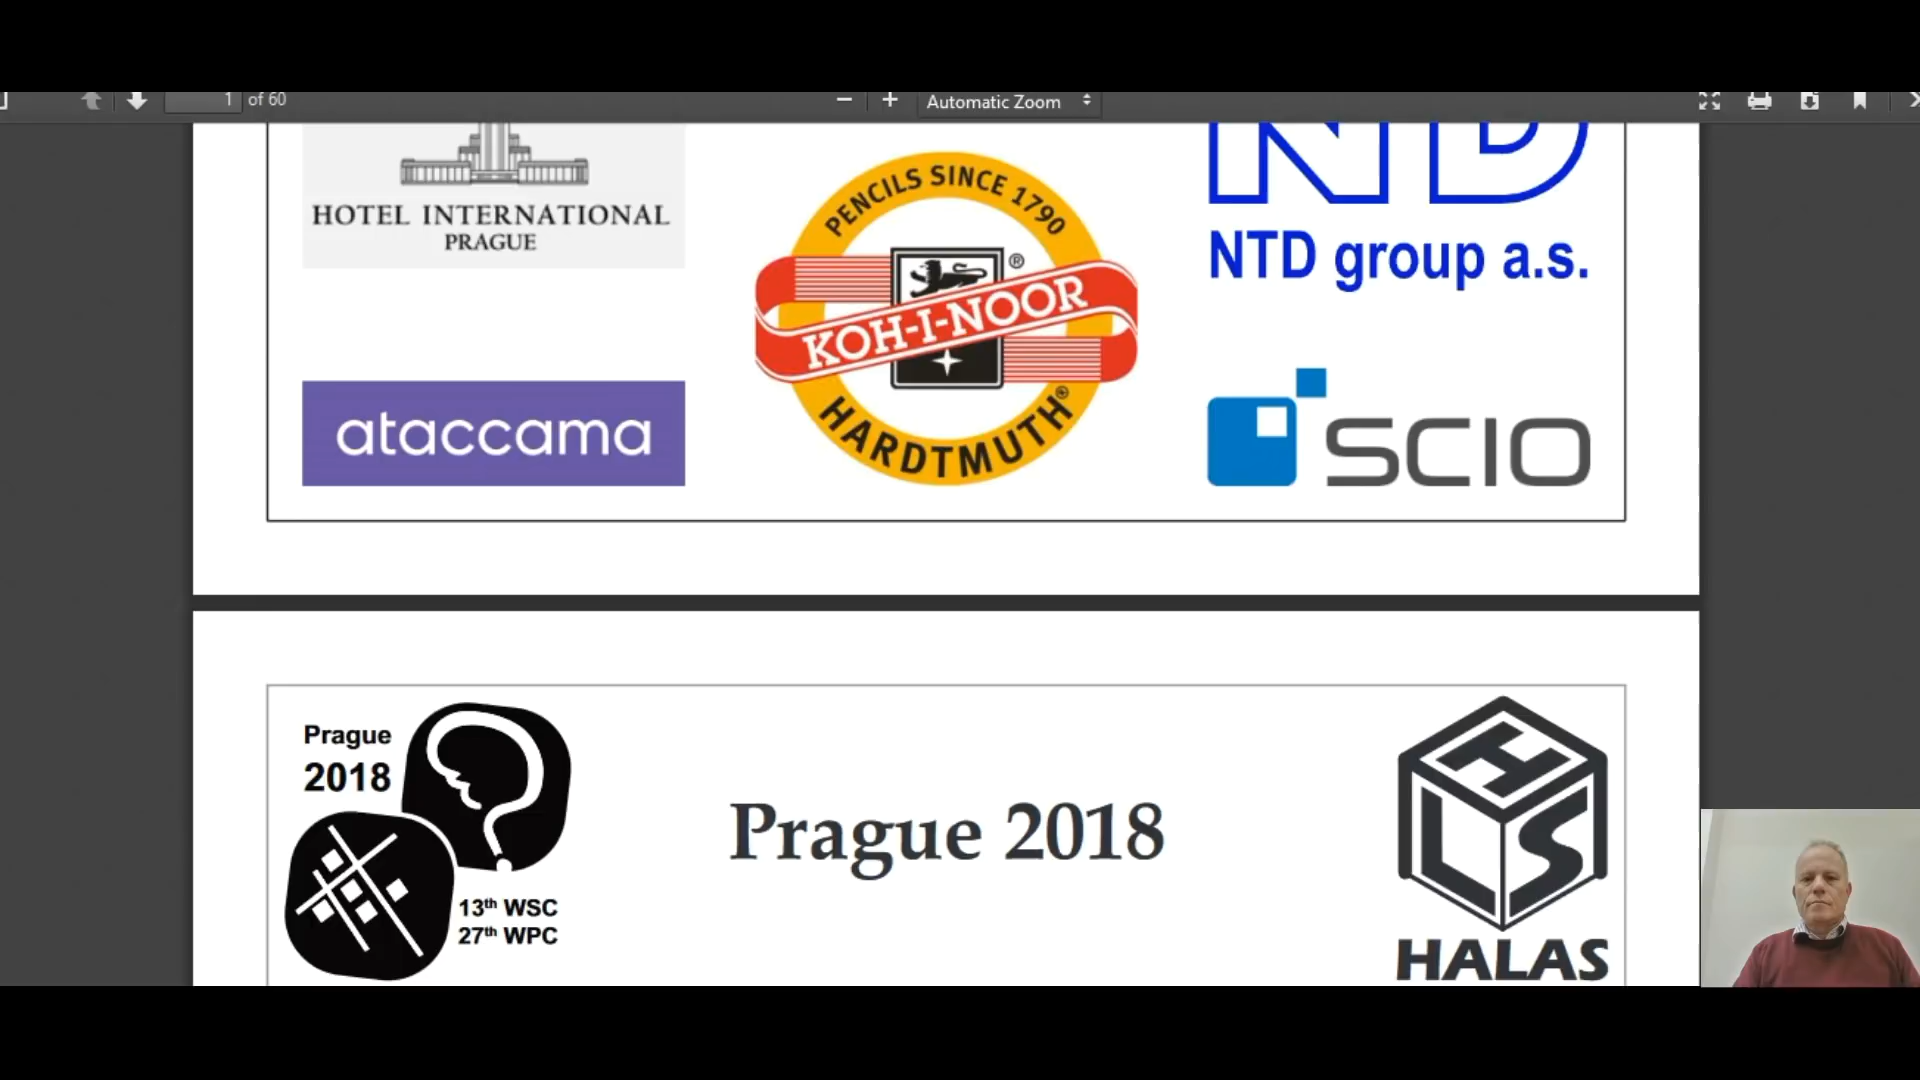 1 of 60
Automatic Zoom
HOTEL INTERNATIONAL
PRAGUE
PENCILS SINCE 1790
®
KOH-I-NOOR
HARDTMUTH®
NTD group a.s.
ataccama
SCIO
Prague
2018
13th WSC
27th WPC
Prague 2018
H
L S
HALAS